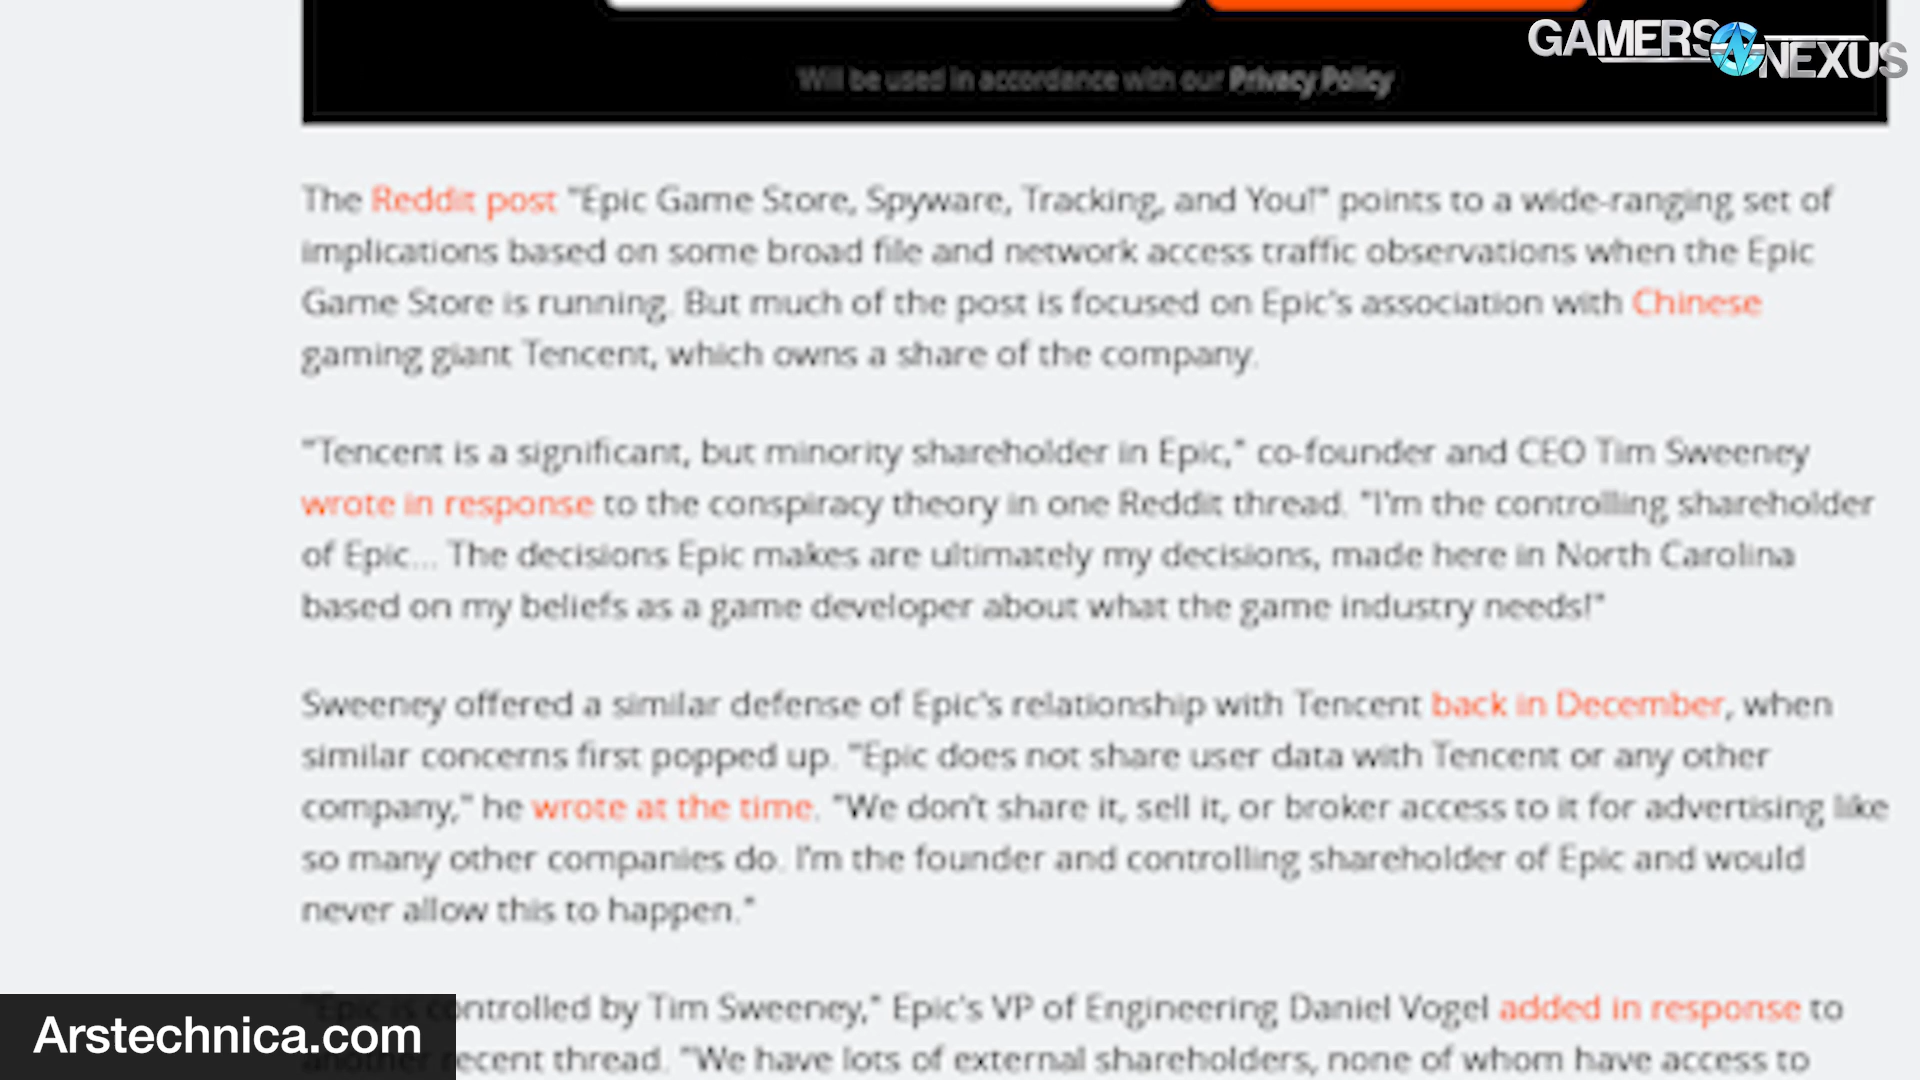 GAMERS NEXUS
Will be used in accordance with our Privacy Policy
The Reddit post "Epic Game Store, Spyware, Tracking, and You!" points to a wide-ranging set of
implications based on some broad file and network access traffic observations when the Epic
Game Store is running. But much of the post is focused on Epic's association with Chinese
gaming giant Tencent, which owns a share of the company.
"Tencent is a significant, but minority shareholder in Epic," co-founder and CEO Tim Sweeney
wrote in response to the conspiracy theory in one Reddit thread. "I'm the controlling shareholder
of Epic... The decisions Epic makes are ultimately my decisions, made here in North Carolina
based on my beliefs as a game developer about what the game industry needs!"
Sweeney offered a similar defense of Epic's relationship with Tencent back in December, when
similar concerns first popped up. "Epic does not share user data with Tencent or any other
company," he wrote at the time. "We don't share it, sell it, or broker access to it for advertising like
so many other companies do. I'm the founder and controlling shareholder of Epic and would
never allow this to happen."
"Epic is controlled by Tim Sweeney," Epic's VP of Engineering Daniel Vogel added in response to
another recent thread. "We have lots of external shareholders, none of whom have access to
Arstechnica.com